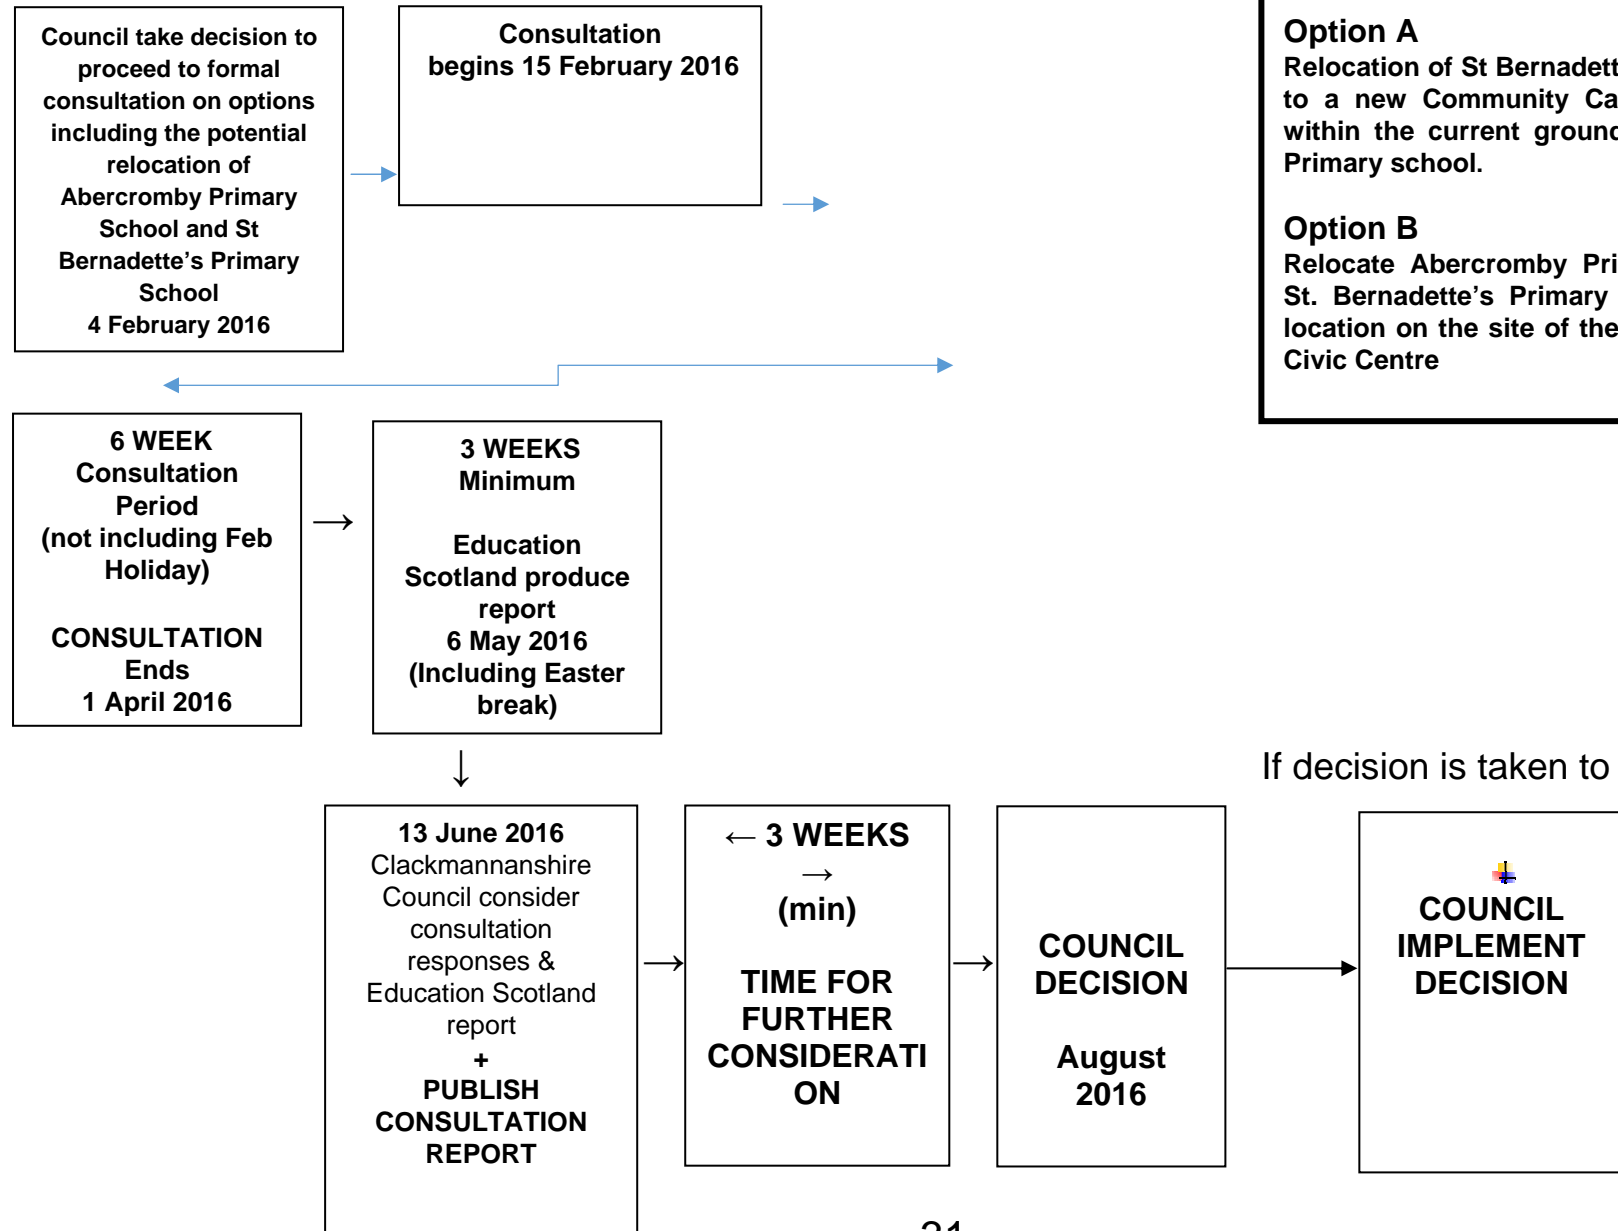 Council take decision to
proceed to formal
consultation on options
including the potential
relocation of
Abercromby Primary
School and St
Bernadette’s Primary
School
4 February 2016
Consultation
begins 15 February 2016
Option A
Relocation of St Bernadett
to a new Community Ca
within the current ground
Primary school.
Option B
Relocate Abercromby Pri
St. Bernadette’s Primary
location on the site of the
Civic Centre
6 WEEK
Consultation
Period
(not including Feb
Holiday)
CONSULTATION
Ends
1 April 2016
→
3 WEEKS
Minimum
Education
Scotland produce
report
6 May 2016
(Including Easter
break)
↓
If decision is taken to
13 June 2016
Clackmannanshire
Council consider
consultation
responses &
Education Scotland
report
+
PUBLISH
CONSULTATION
REPORT
→
← 3 WEEKS
→
(min)
TIME FOR
FURTHER
CONSIDERATI
ON
→
COUNCIL
DECISION
August
2016
COUNCIL
IMPLEMENT
DECISION